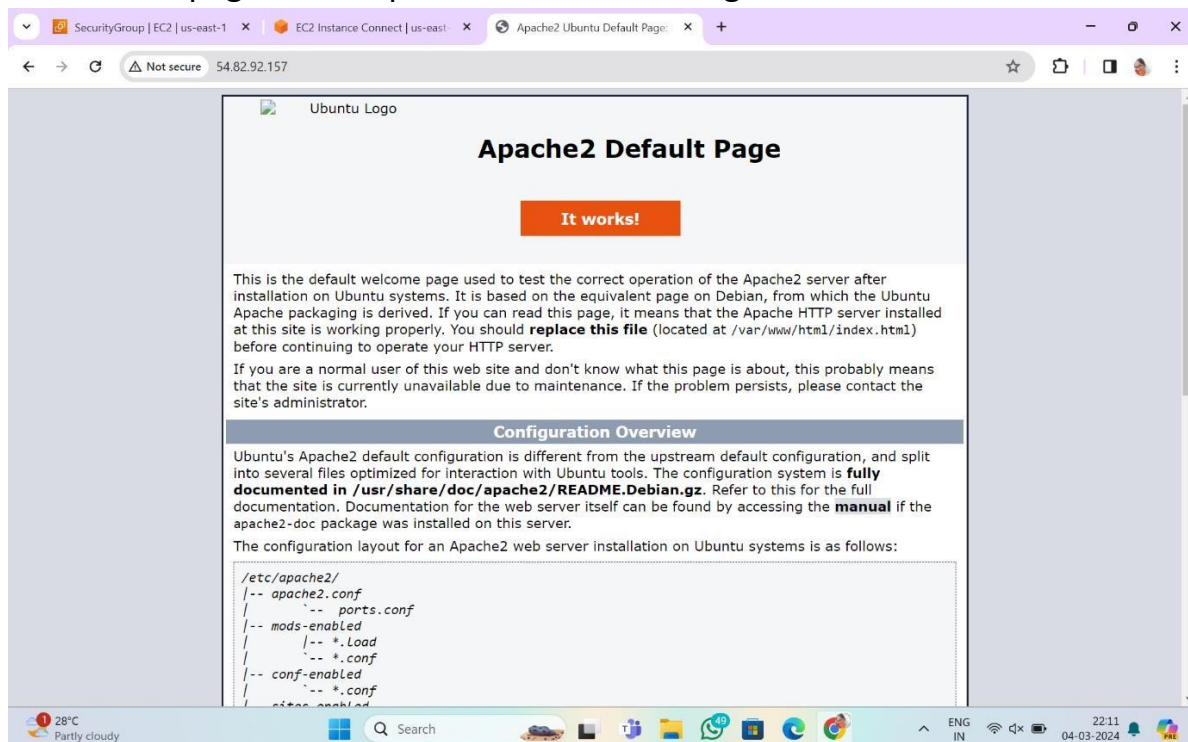 SecurityGroup | EC2 | us-east-1
EC2 Instance Connect | us-east-
Apache2 Ubuntu Default Page:
Not secure 54.82.92.157
Ubuntu Logo
Apache2 Default Page
It works!
This is the default welcome page used to test the correct operation of the Apache2 server after
installation on Ubuntu systems. It is based on the equivalent page on Debian, from which the Ubuntu
Apache packaging is derived. If you can read this page, it means that the Apache HTTP server installed
at this site is working properly. You should replace this file (located at /var/www/html/index.html)
before continuing to operate your HTTP server.
If you are a normal user of this web site and don't know what this page is about, this probably means
that the site is currently unavailable due to maintenance. If the problem persists, please contact the
site's administrator.
Configuration Overview
Ubuntu's Apache2 default configuration is different from the upstream default configuration, and split
into several files optimized for interaction with Ubuntu tools. The configuration system is fully
documented in /usr/share/doc/apache2/README.Debian.gz. Refer to this for the full
documentation. Documentation for the web server itself can be found by accessing the manual if the
apache2-doc package was installed on this server.
The configuration layout for an Apache2 web server installation on Ubuntu systems is as follows:
/etc/apache2/
|-- apache2.conf
|       `-- ports.conf
|-- mods-enabled
|       |-- *.load
|       `-- *.conf
|-- conf-enabled
|       `-- *.conf
1
28°C
Partly cloudy
Search
49
ENG
IN
22:11
04-03-2024
PRE